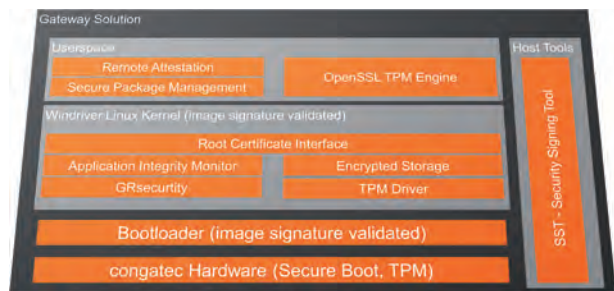 Gateway Solution
Userspace
Remote Attestation
Secure Package Management
OpenSSL TPM Engine
Windriver Linux Kernel (image signature validated)
Root Certificate Interface
Application Integrity Monitor
Encrypted Storage
GRsecurtity
TPM Driver
Bootloader (image signature validated)
congatec Hardware (Secure Boot, TPM)
Host Tools
SST - Security Signing Tool